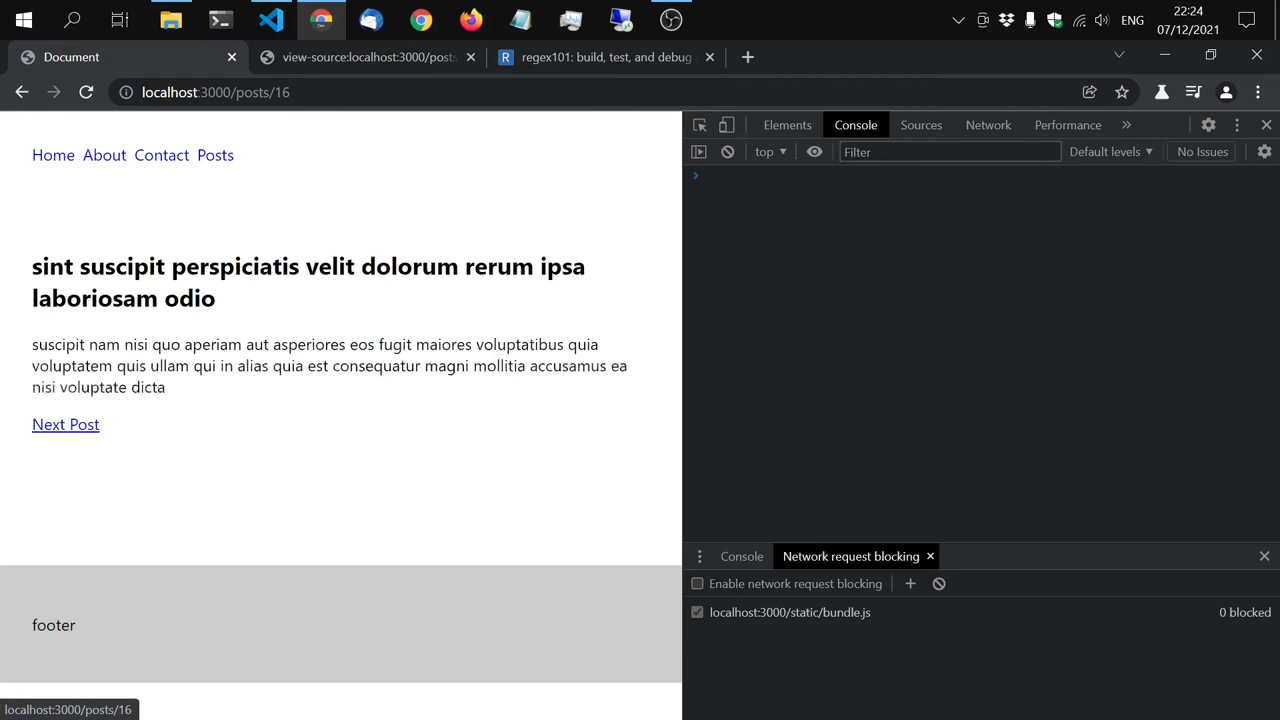 ENG
22:24
07/12/2021
Document
view-source:localhost:3000/posts
regex101: build, test, and debug
localhost:3000/posts/16
Home About Contact Posts
sint suscipit perspiciatis velit dolorum rerum ipsa
laboriosam odio
suscipit nam nisi quo aperiam aut asperiores eos fugit maiores voluptatibus quia
voluptatem quis ullam qui in alias quia est consequatur magni mollitia accusamus ea
nisi voluptate dicta
Next Post
footer
localhost:3000/posts/16
Elements Console Sources Network Performance
top Filter Default levels No Issues
Console Network request blocking
Enable network request blocking
localhost:3000/static/bundle.js 0 blocked